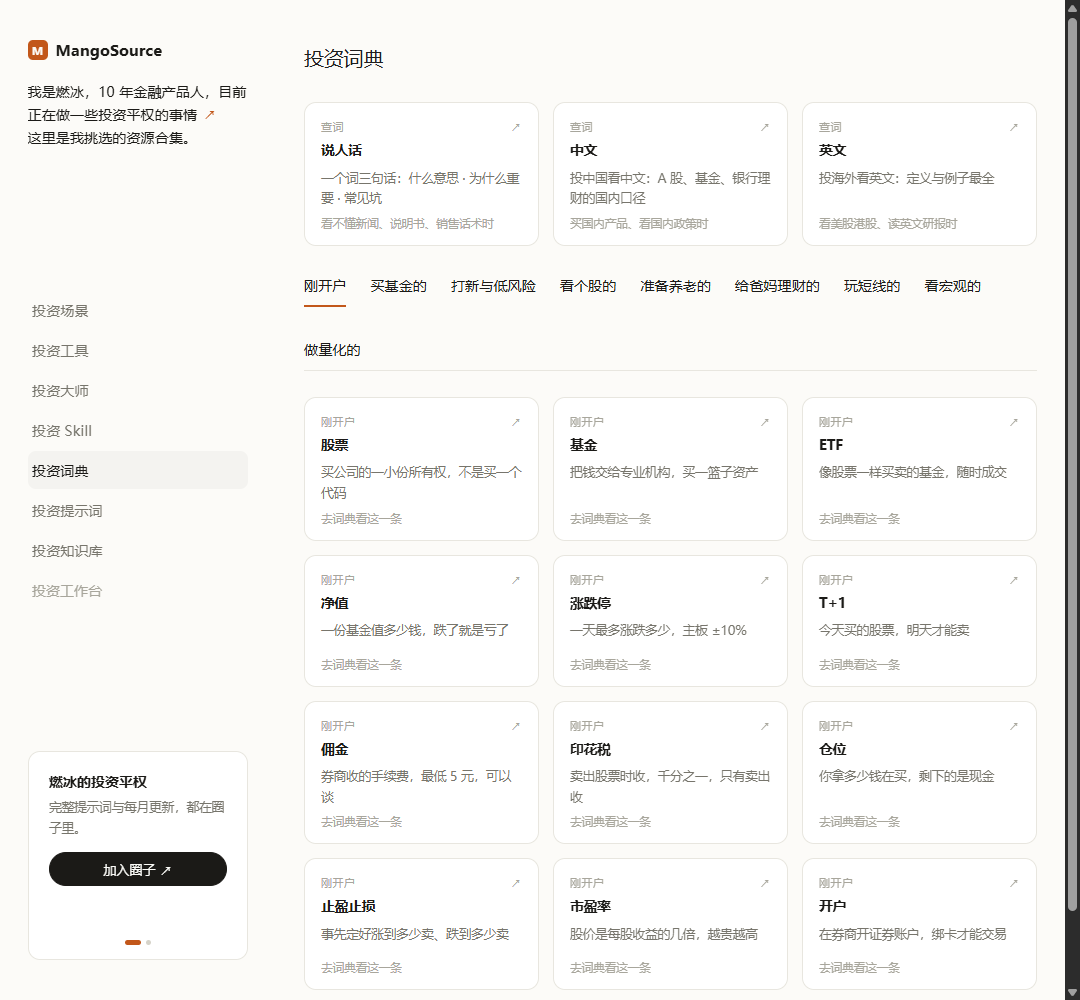 M MangoSource
我是燃冰，10 年金融产品人，目前
正在做一些投资平权的事情 ↗
这里是我挑选的资源合集。
投资场景
投资工具
投资大师
投资 Skill
投资词典
投资提示词
投资知识库
投资工作台
燃冰的投资平权
完整提示词与每月更新，都在圈
子里。
加入圈子 ↗
投资词典
查词 ↗
说人话
一个词三句话：什么意思 · 为什么重
要 · 常见坑
看不懂新闻、说明书、销售话术时
查词 ↗
中文
投中国看中文：A 股、基金、银行理
财的国内口径
买国内产品、看国内政策时
查词 ↗
英文
投海外看英文：定义与例子最全
看美股港股、读英文研报时
刚开户 买基金的 打新与低风险 看个股的 准备养老的 给爸妈理财的 玩短线的 看宏观的
做量化的
刚开户 ↗
股票
买公司的一小份所有权，不是买一个
代码
去词典看这一条
刚开户 ↗
基金
把钱交给专业机构，买一篮子资产
去词典看这一条
刚开户 ↗
ETF
像股票一样买卖的基金，随时成交
去词典看这一条
刚开户 ↗
净值
一份基金值多少钱，跌了就是亏了
去词典看这一条
刚开户 ↗
涨跌停
一天最多涨跌多少，主板 ±10%
去词典看这一条
刚开户 ↗
T+1
今天买的股票，明天才能卖
去词典看这一条
刚开户 ↗
佣金
券商收的手续费，最低 5 元，可以
谈
去词典看这一条
刚开户 ↗
印花税
卖出股票时收，千分之一，只有卖出
收
去词典看这一条
刚开户 ↗
仓位
你拿多少钱在买，剩下的是现金
去词典看这一条
刚开户 ↗
止盈止损
事先定好涨到多少卖、跌到多少卖
去词典看这一条
刚开户 ↗
市盈率
股价是每股收益的几倍，越贵越高
去词典看这一条
刚开户 ↗
开户
在券商开证券账户，绑卡才能交易
去词典看这一条